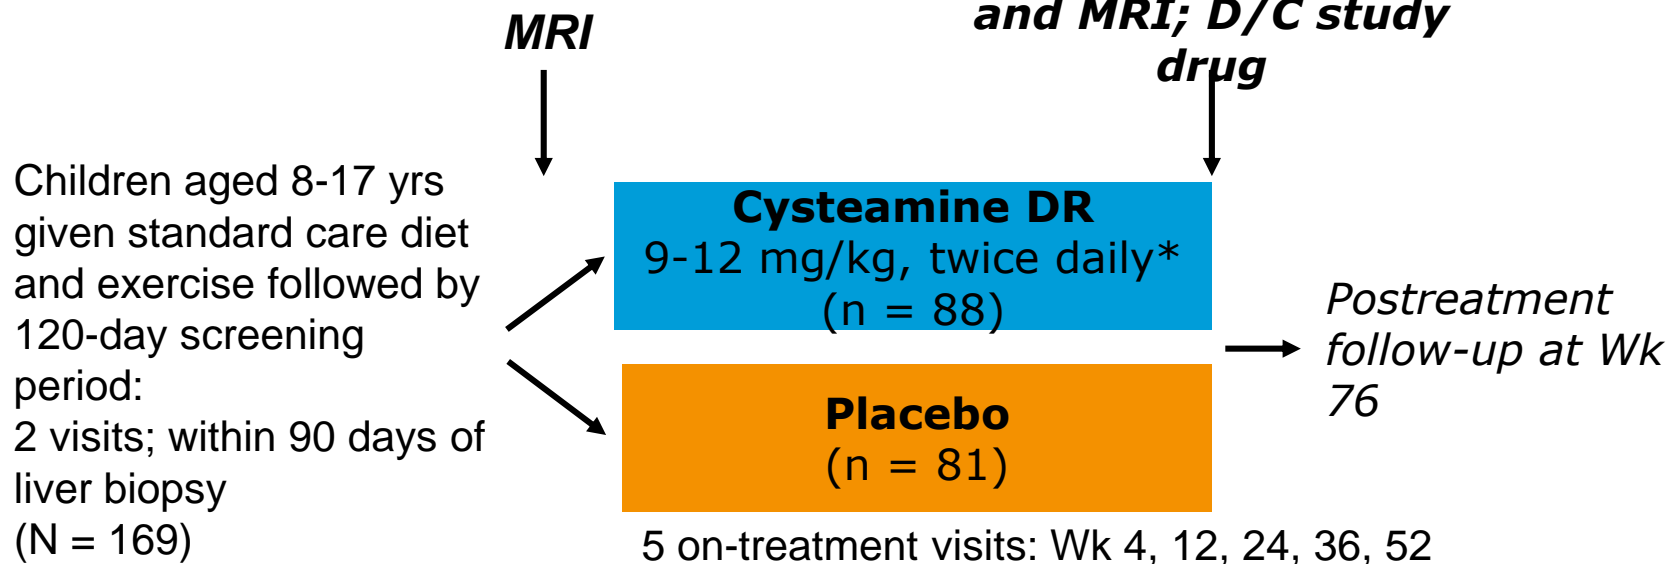 MRI
and MRI; D/C study
drug
Children aged 8-17 yrs
given standard care diet
and exercise followed by
120-day screening
period:
2 visits; within 90 days of
liver biopsy
(N = 169)
Cysteamine DR
9-12 mg/kg, twice daily*
(n = 88)
Placebo
(n = 81)
Postreatment
follow-up at Wk
76
5 on-treatment visits: Wk 4, 12, 24, 36, 52